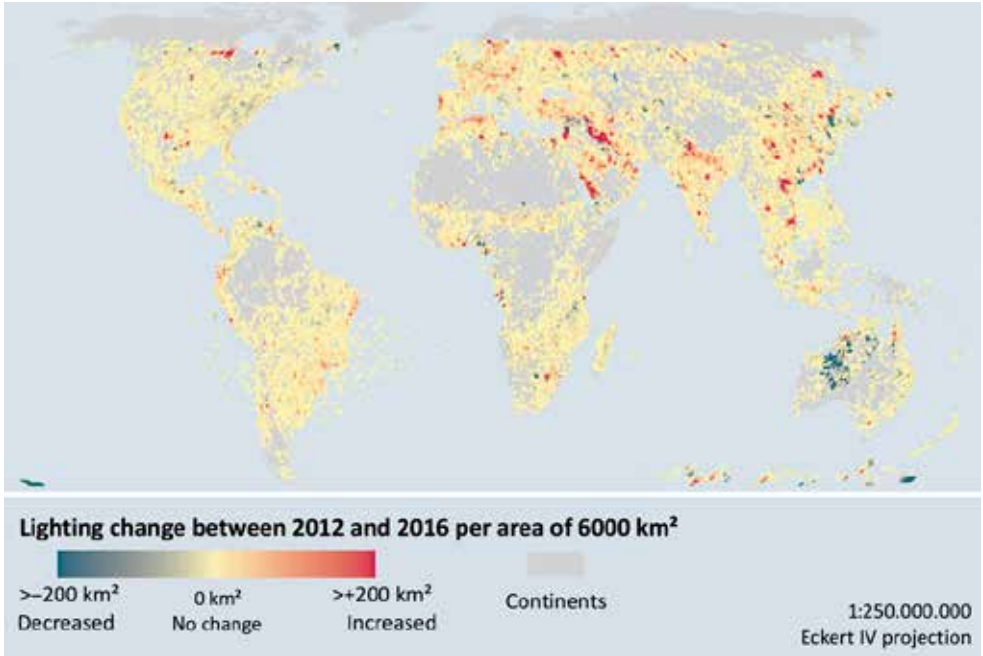 Lighting change between 2012 and 2016 per area of 6000 km²
>−200 km² 0 km² >+200 km²
Decreased No change Increased
Continents
1:250.000.000
Eckert IV projection